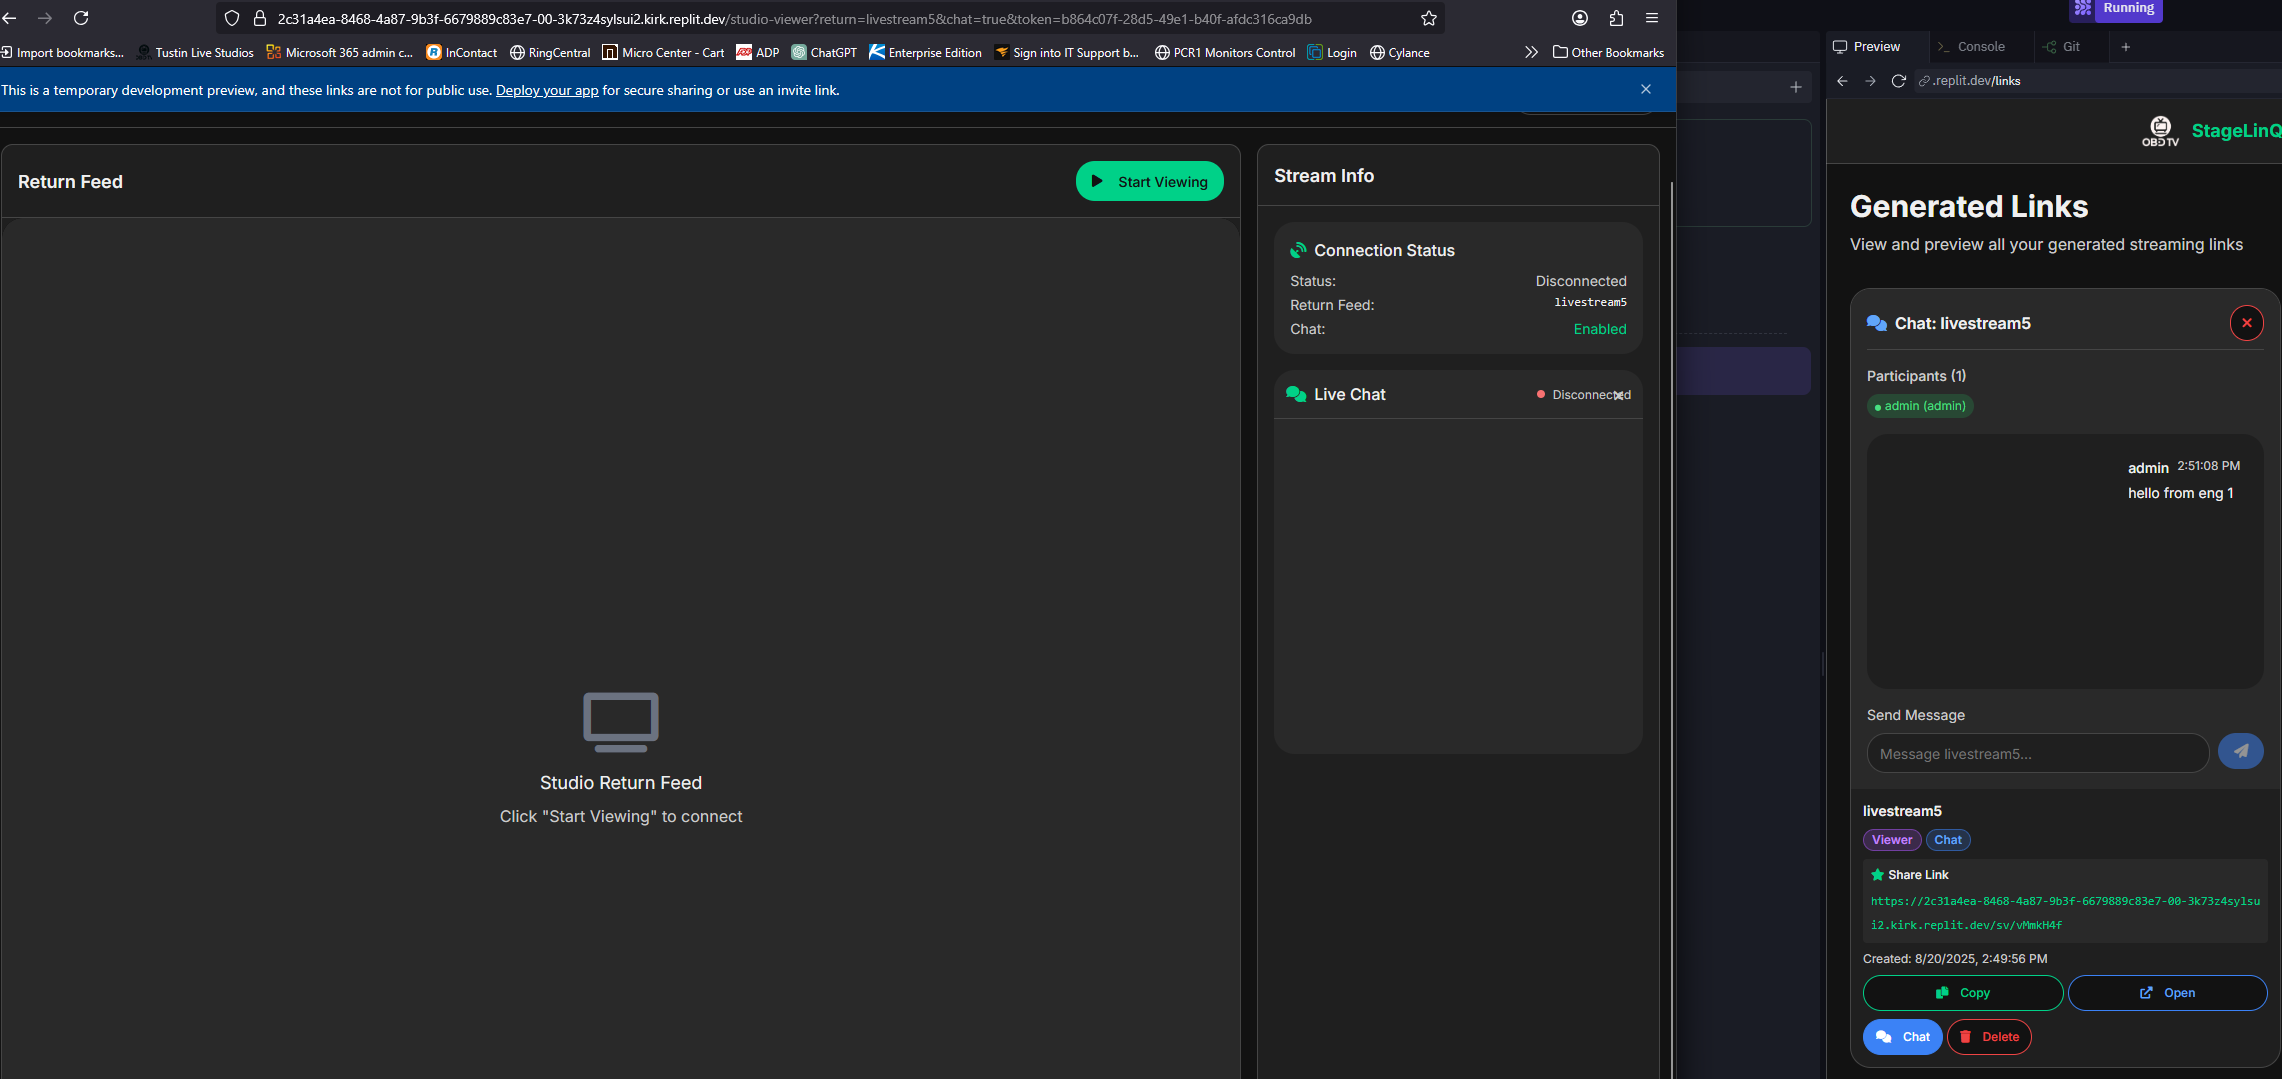 2c31a4ea-8468-4a87-9b3f-6679889c83e7-00-3k73z4sylsui2.kirk.replit.dev/studio-viewer?return=livestream5&chat=true&token=b864c07f-28d5-49e1-b40f-afdc316ca9db
Import bookmarks... Tustin Live Studios Microsoft 365 admin c... InContact RingCentral Micro Center - Cart ADP ChatGPT Enterprise Edition Sign into IT Support b... PCR1 Monitors Control Login Cylance Other Bookmarks
This is a temporary development preview, and these links are not for public use. Deploy your app for secure sharing or use an invite link.
Return Feed
Start Viewing
Studio Return Feed
Click "Start Viewing" to connect
Stream Info
Connection Status
Status: Disconnected
Return Feed: livestream5
Chat: Enabled
Live Chat Disconnected
Running
Preview Console Git
.replit.dev/links
OBDTV StageLinQ
Generated Links
View and preview all your generated streaming links
Chat: livestream5
Participants (1)
admin (admin)
admin 2:51:08 PM
hello from eng 1
Send Message
Message livestream5...
livestream5
Viewer Chat
Share Link
https://2c31a4ea-8468-4a87-9b3f-6679889c83e7-00-3k73z4sylsu
i2.kirk.replit.dev/sv/vMmkH4f
Created: 8/20/2025, 2:49:56 PM
Copy Open
Chat Delete